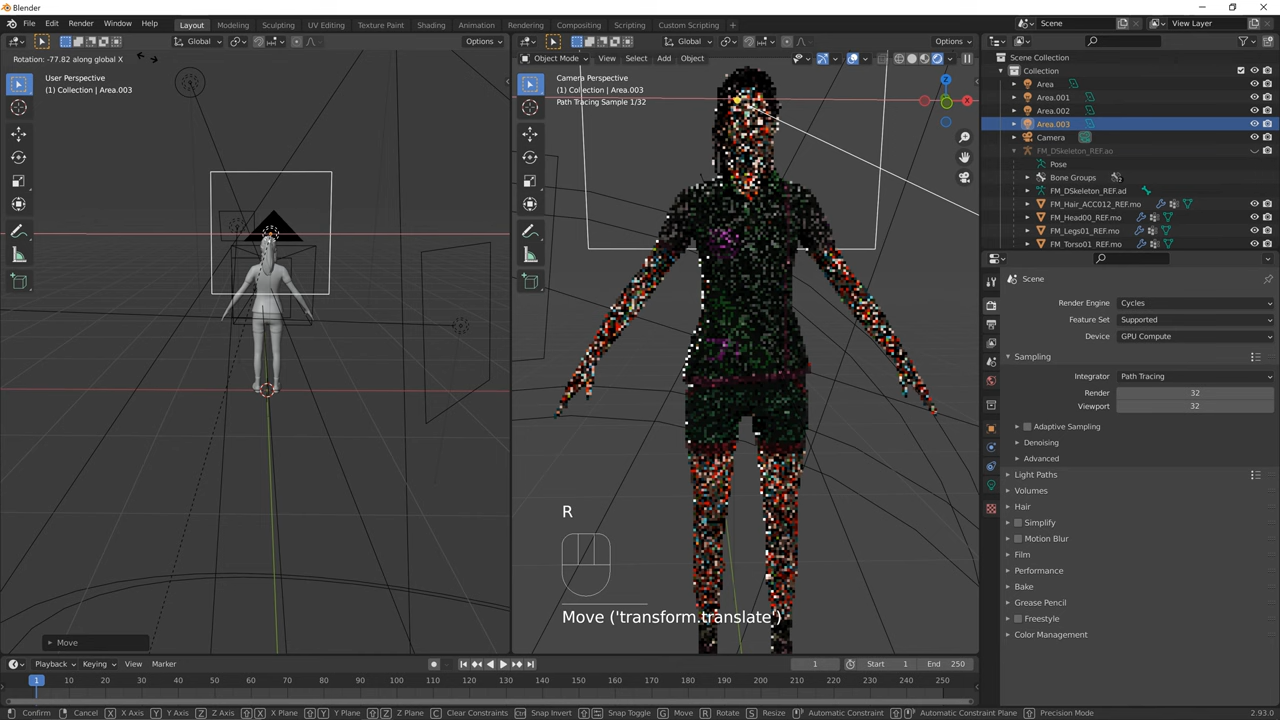 Blender
File Edit Render Window Help Layout Modeling Sculpting UV Editing Texture Paint Shading Animation Rendering Compositing Scripting Custom Scripting + Scene View Layer
Global Options
Global Options
Rotation: -77.82 along global X
Object Mode View Select Add Object
User Perspective
(1) Collection | Area.003
Camera Perspective
(1) Collection | Area.003
Path Tracing Sample 1/32
Z
X
Scene Collection
Collection
Area
Area.001
Area.002
Area.003
Camera
FM_DSkeleton_REF.ao
Pose
Bone Groups
FM_DSkeleton_REF.ad
FM_Hair_ACC012_REF.mo
FM_Head00_REF.mo
FM_Legs01_REF.mo
FM_Torso01_REF.mo
Scene
Render Engine Cycles
Feature Set Supported
Device GPU Compute
Sampling
Integrator Path Tracing
Render 32
Viewport 32
Adaptive Sampling
Denoising
Advanced
Light Paths
Volumes
Hair
Simplify
Motion Blur
Film
Performance
Bake
Grease Pencil
Freestyle
Color Management
R
Move ('transform.translate')
Move
Playback Keying View Marker 1 Start 1 End 250
1 10 20 30 40 50 60 70 80 90 100 110 120 130 140 150 160 170 180 190 200 210 220 230 240 250
Confirm Cancel X X Axis Y Y Axis Z Z Axis X X Plane Y Y Plane Z Z Plane C Clear Constraints Snap Invert Snap Toggle G Move R Rotate S Resize Automatic Constraint Automatic Constraint Plane Precision Mode 2.93.0